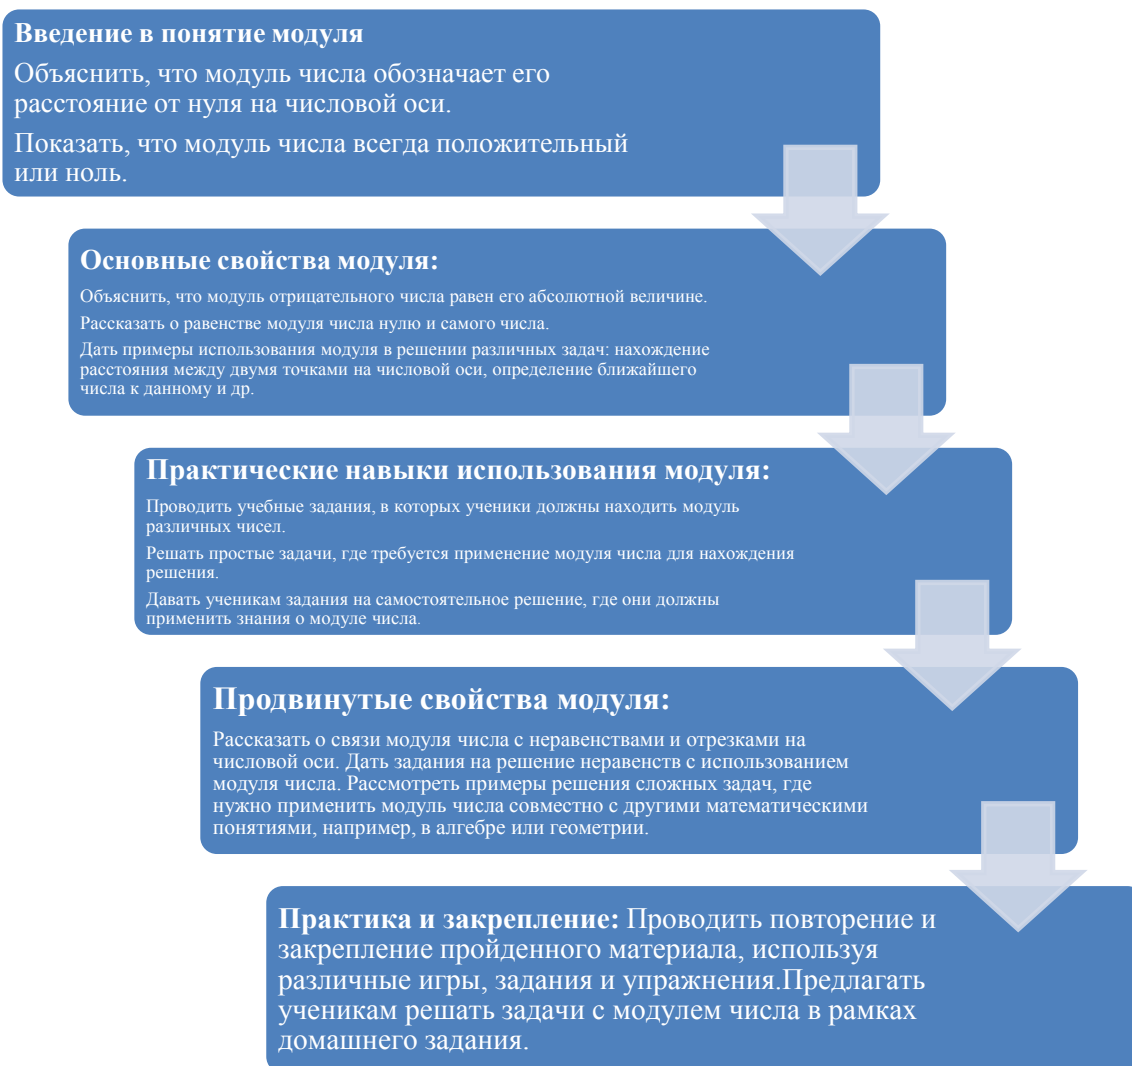 Введение в понятие модуля
Объяснить, что модуль числа обозначает его
расстояние от нуля на числовой оси.
Показать, что модуль числа всегда положительный
или ноль.
Основные свойства модуля:
Объяснить, что модуль отрицательного числа равен его абсолютной величине.
Рассказать о равенстве модуля числа нулю и самого числа.
Дать примеры использования модуля в решении различных задач: нахождение
расстояния между двумя точками на числовой оси, определение ближайшего
числа к данному и др.
Практические навыки использования модуля:
Проводить учебные задания, в которых ученики должны находить модуль
различных чисел.
Решать простые задачи, где требуется применение модуля числа для нахождения
решения.
Давать ученикам задания на самостоятельное решение, где они должны
применить знания о модуле числа.
Продвинутые свойства модуля:
Рассказать о связи модуля числа с неравенствами и отрезками на
числовой оси. Дать задания на решение неравенств с использованием
модуля числа. Рассмотреть примеры решения сложных задач, где
нужно применить модуль числа совместно с другими математическими
понятиями, например, в алгебре или геометрии.
Практика и закрепление: Проводить повторение и
закрепление пройденного материала, используя
различные игры, задания и упражнения.Предлагать
ученикам решать задачи с модулем числа в рамках
домашнего задания.